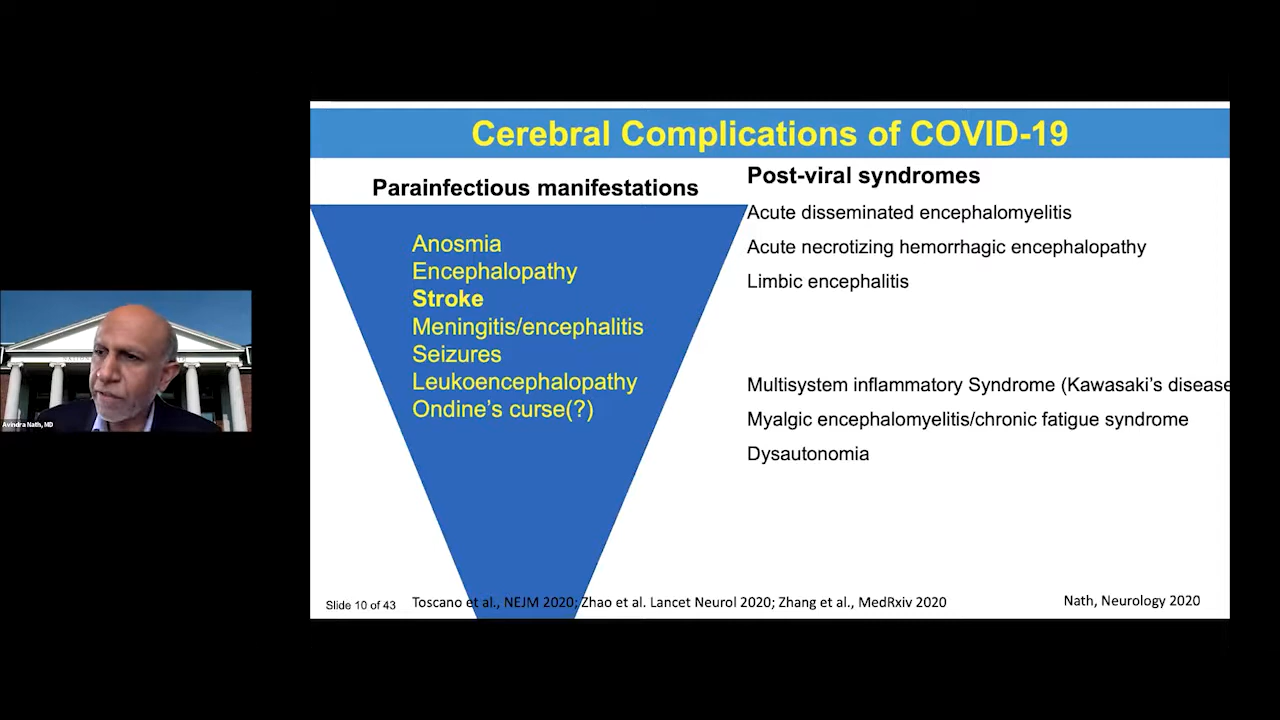 Cerebral Complications of COVID-19
Parainfectious manifestations
Anosmia
Encephalopathy
Stroke
Meningitis/encephalitis
Seizures
Leukoencephalopathy
Ondine’s curse(?)
Post-viral syndromes
Acute disseminated encephalomyelitis
Acute necrotizing hemorrhagic encephalopathy
Limbic encephalitis
Multisystem inflammatory Syndrome (Kawasaki’s disease
Myalgic encephalomyelitis/chronic fatigue syndrome
Dysautonomia
Slide 10 of 43
Toscano et al., NEJM 2020; Zhao et al. Lancet Neurol 2020; Zhang et al., MedRxiv 2020
Nath, Neurology 2020
Avindra Nath, MD